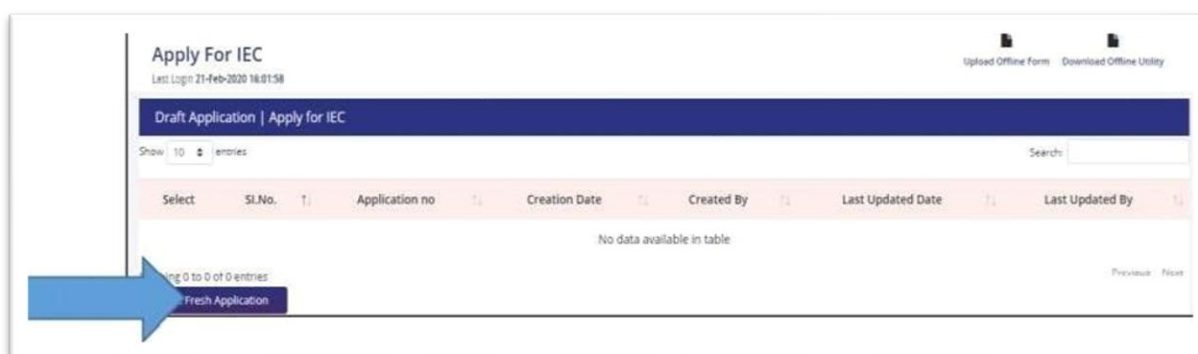 Apply For IEC
Last Login 21-Feb-2020 16:01:58
Upload Offline Form Download Offline Utility
Draft Application | Apply for IEC
Show 10 entries
Search:
Select Sl.No. Application no Creation Date Created By Last Updated Date Last Updated By
No data available in table
0 to 0 of 0 entries
Previous Next
Fresh Application